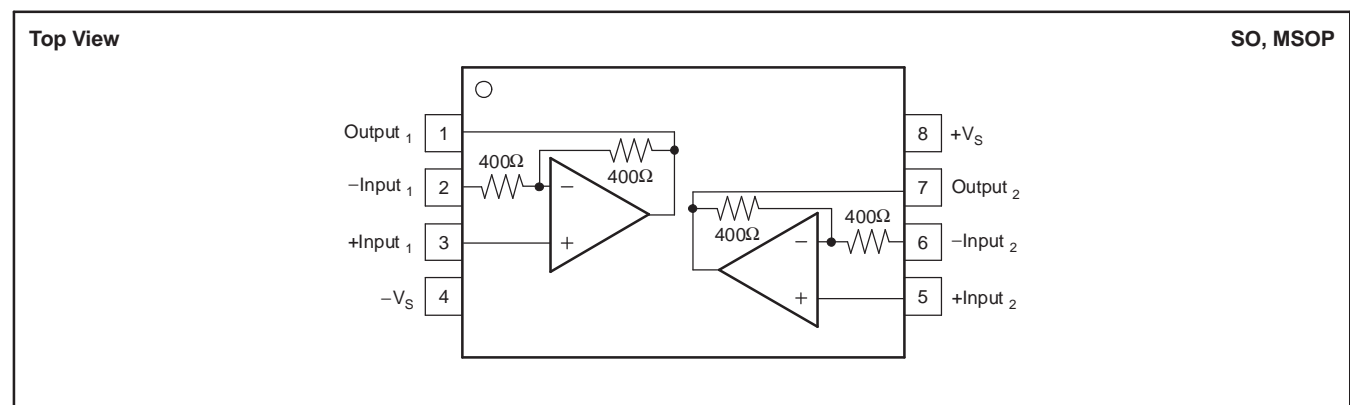 Top View
SO, MSOP
Output 1
1
−Input 1
2
+Input 1
3
−VS
4
400Ω
400Ω
−
+
400Ω
400Ω
−
+
8
+VS
7
Output 2
6
−Input 2
5
+Input 2